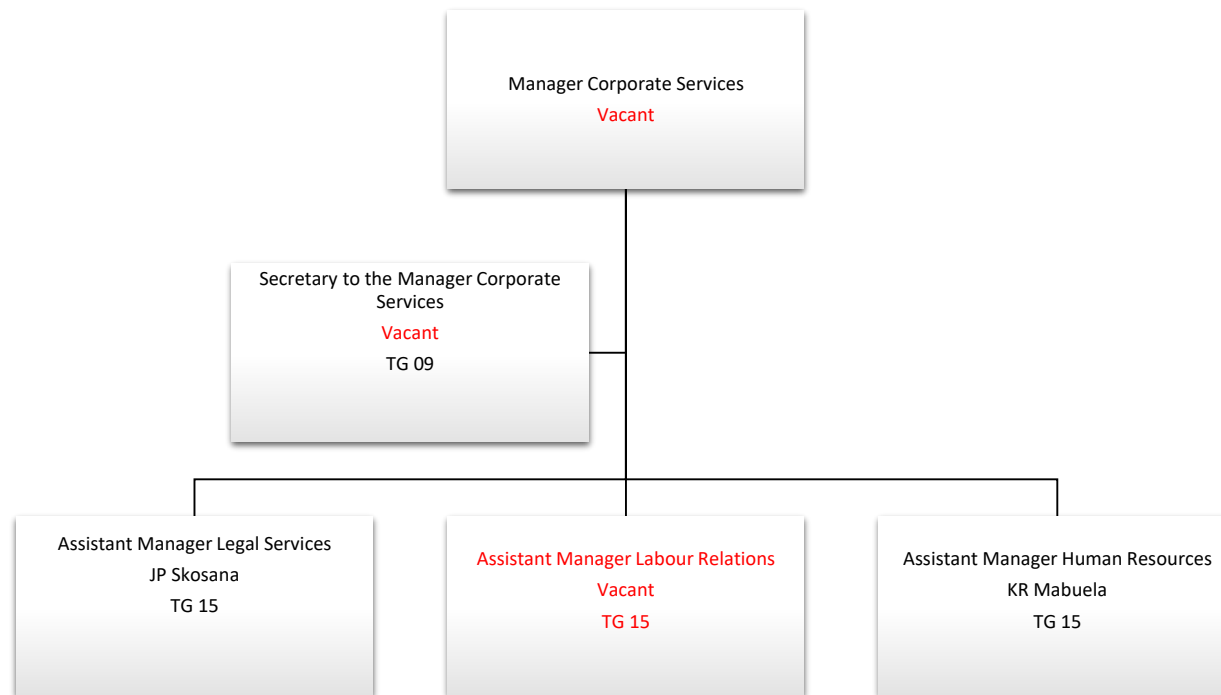 Manager Corporate Services
Vacant
Secretary to the Manager Corporate
Services
Vacant
TG 09
Assistant Manager Legal Services
JP Skosana
TG 15
Assistant Manager Labour Relations
Vacant
TG 15
Assistant Manager Human Resources
KR Mabuela
TG 15